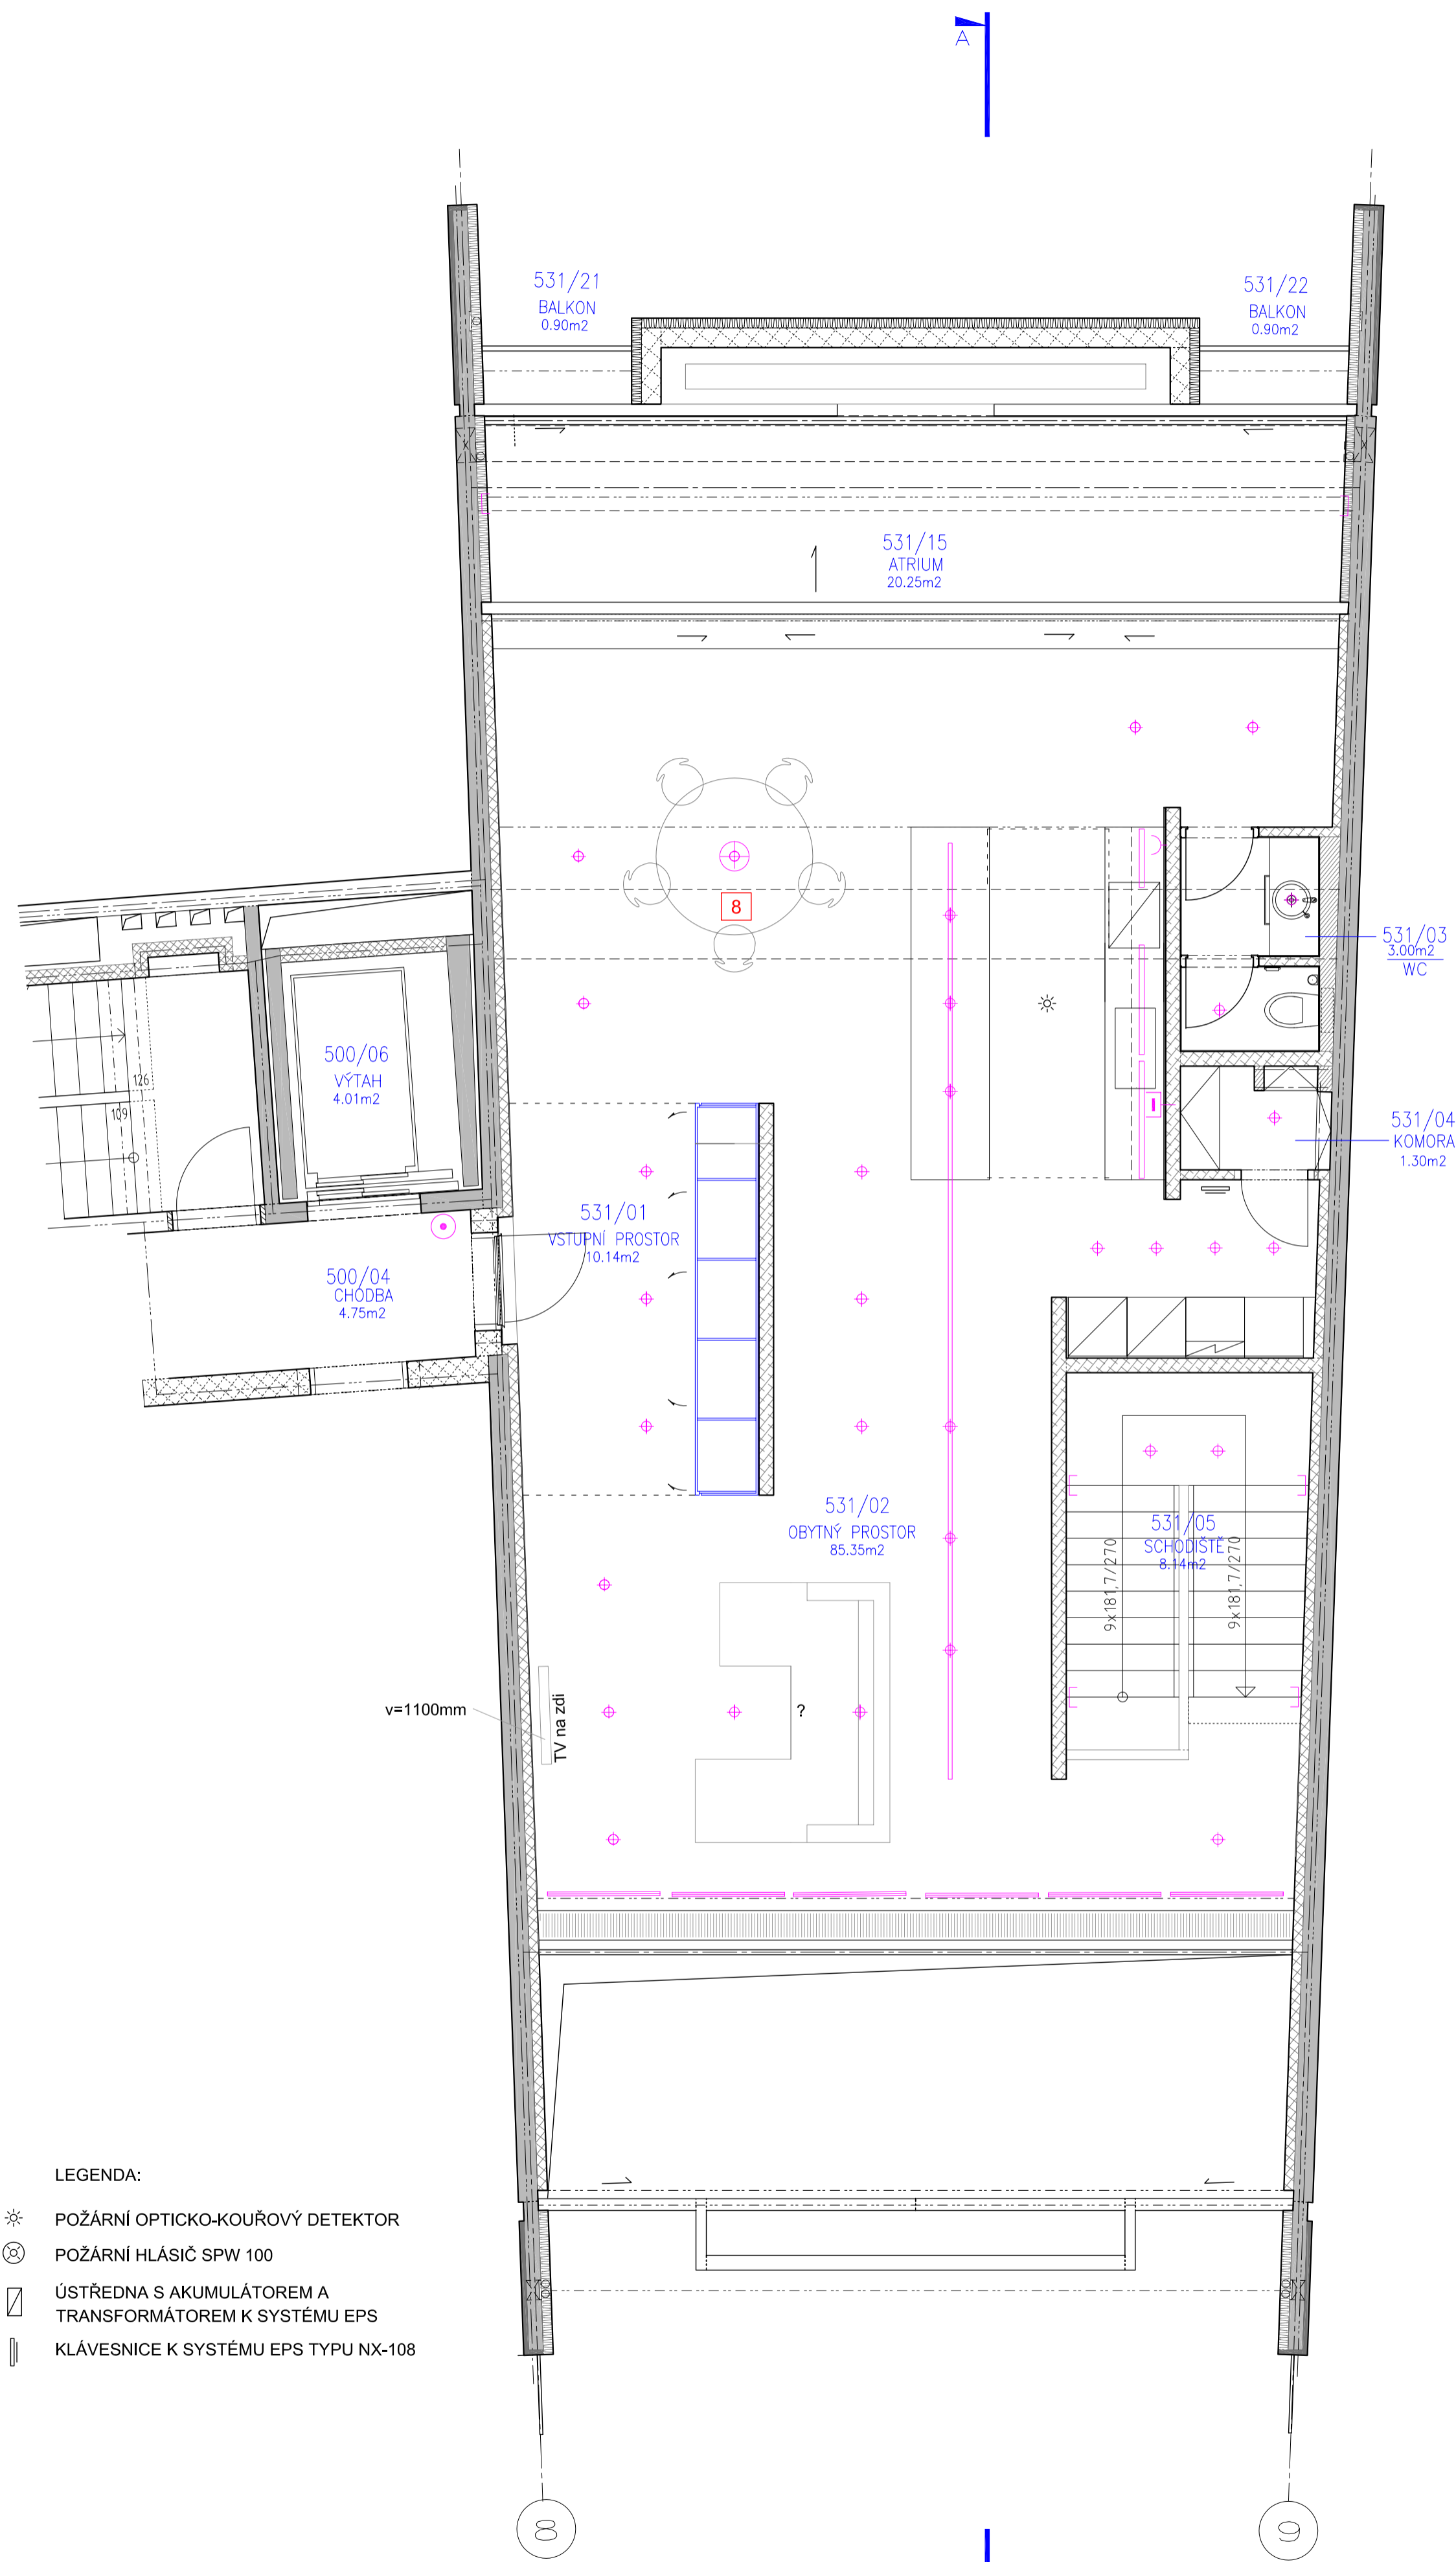 A
531/21
BALKON
0.90m2
531/22
BALKON
0.90m2
531/15
ATRIUM
20.25m2
8
531/03
3.00m2
WC
500/06
VÝTAH
4.01m2
126
109
531/04
KOMORA
1.30m2
531/01
VSTUPNÍ PROSTOR
10.14m2
500/04
CHODBA
4.75m2
531/02
OBYTNÝ PROSTOR
85.35m2
531/05
SCHODIŠTĚ
8.14m2
9x181,7/270
9x181,7/270
v=1100mm
TV na zdi
?
LEGENDA:
POŽÁRNÍ OPTICKO-KOUŘOVÝ DETEKTOR
POŽÁRNÍ HLÁSIČ SPW 100
ÚSTŘEDNA S AKUMULÁTOREM A
TRANSFORMÁTOREM K SYSTÉMU EPS
KLÁVESNICE K SYSTÉMU EPS TYPU NX-108
8
9